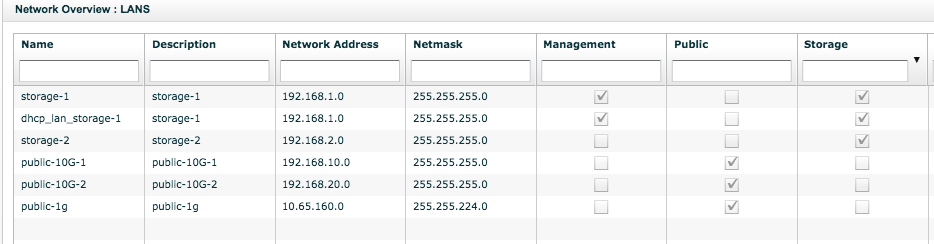 Network Overview : LANS
Name Description Network Address Netmask Management Public Storage
storage-1 storage-1 192.168.1.0 255.255.255.0
dhcp_lan_storage-1 storage-1 192.168.1.0 255.255.255.0
storage-2 storage-2 192.168.2.0 255.255.255.0
public-10G-1 public-10G-1 192.168.10.0 255.255.255.0
public-10G-2 public-10G-2 192.168.20.0 255.255.255.0
public-1g public-1g 10.65.160.0 255.255.224.0